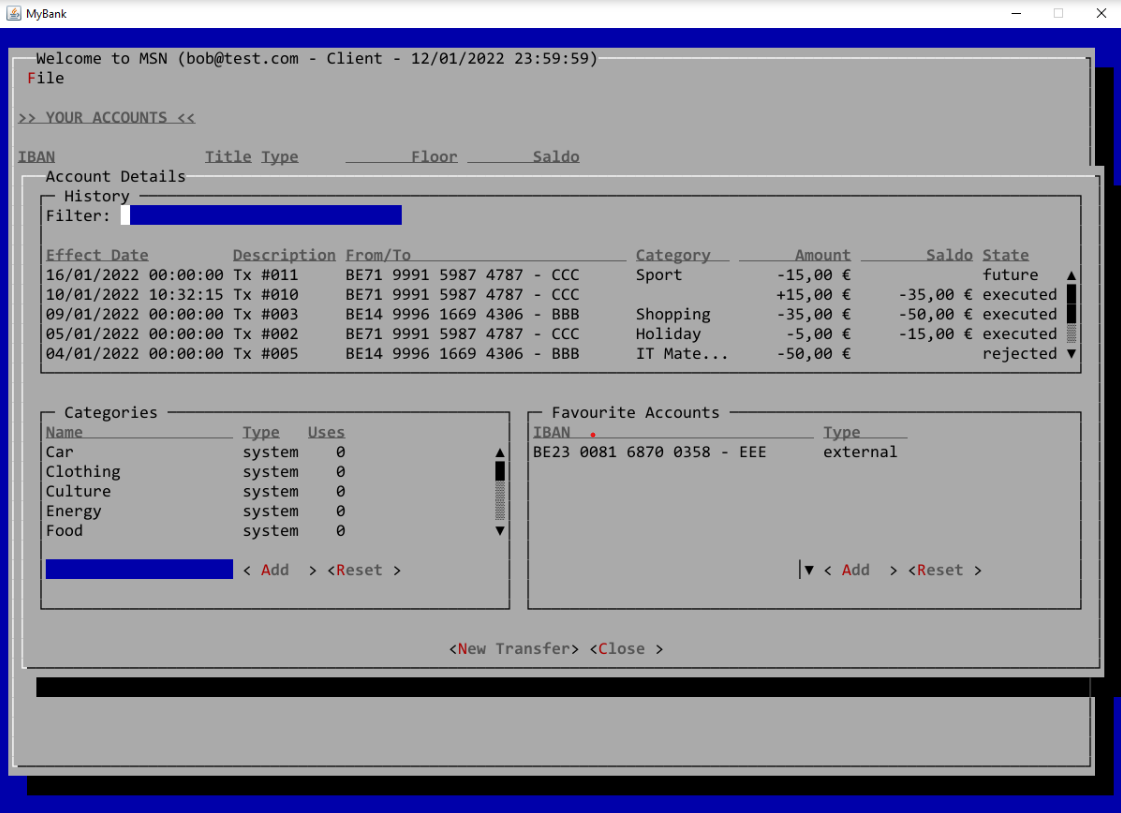 MyBank
Welcome to MSN (bob@test.com - Client - 12/01/2022 23:59:59)
File
>> YOUR ACCOUNTS <<
IBAN Title Type Floor Saldo
Account Details
History
Filter:
Effect Date Description From/To Category Amount Saldo State
16/01/2022 00:00:00 Tx #011 BE71 9991 5987 4787 - CCC Sport -15,00 € future
10/01/2022 10:32:15 Tx #010 BE71 9991 5987 4787 - CCC +15,00 € -35,00 € executed
09/01/2022 00:00:00 Tx #003 BE14 9996 1669 4306 - BBB Shopping -35,00 € -50,00 € executed
05/01/2022 00:00:00 Tx #002 BE71 9991 5987 4787 - CCC Holiday -5,00 € -15,00 € executed
04/01/2022 00:00:00 Tx #005 BE14 9996 1669 4306 - BBB IT Mate... -50,00 € rejected
Categories
Name Type Uses
Car system 0
Clothing system 0
Culture system 0
Energy system 0
Food system 0
< Add > <Reset >
Favourite Accounts
IBAN Type
BE23 0081 6870 0358 - EEE external
< Add > <Reset >
<New Transfer> <Close >